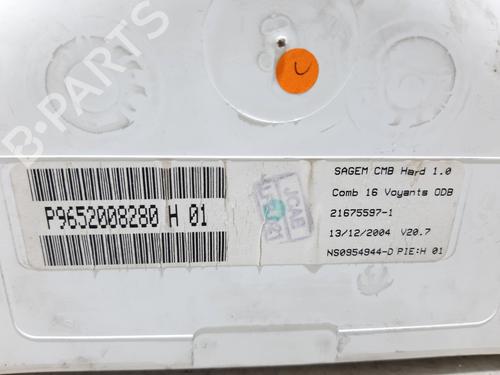 B-PARTS
P9652008280 H 01
JCAE
SAGEM CMB Hard 1.0
Comb 16 Voyants ODB
21675597-1
13/12/2004 V20.7
NS0954944-D PIE:H 01